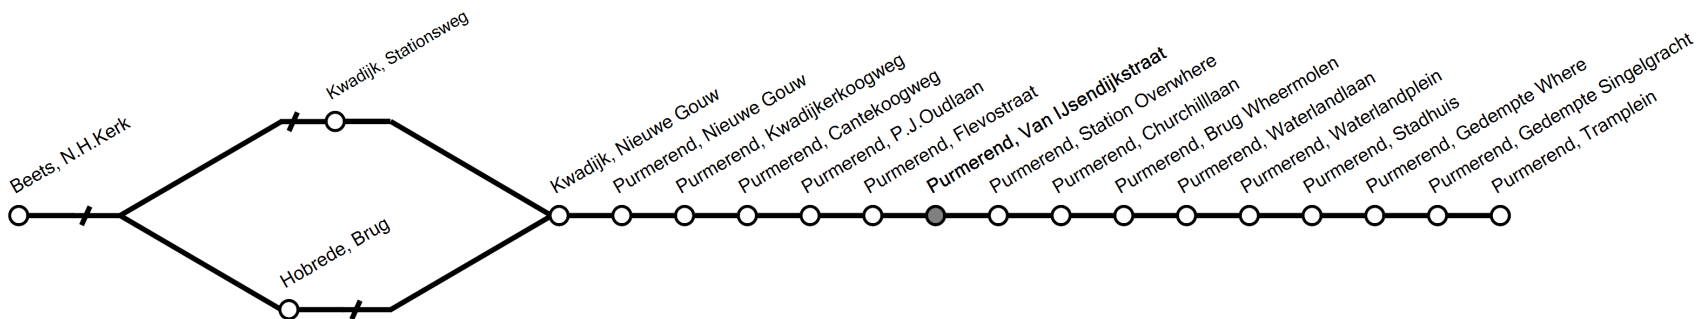 Beets, N.H.Kerk
Kwadijk, Stationsweg
Hobrede, Brug
Kwadijk, Nieuwe Gouw
Purmerend, Nieuwe Gouw
Purmerend, Kwadijkerkoogweg
Purmerend, Cantekoogweg
Purmerend, P.J.Oudlaan
Purmerend, Flevostraat
Purmerend, Van IJsendijkstraat
Purmerend, Station Overwhere
Purmerend, Churchilllaan
Purmerend, Brug Wheermolen
Purmerend, Waterlandlaan
Purmerend, Waterlandplein
Purmerend, Stadhuis
Purmerend, Gedempte Where
Purmerend, Gedempte Singelgracht
Purmerend, Tramplein